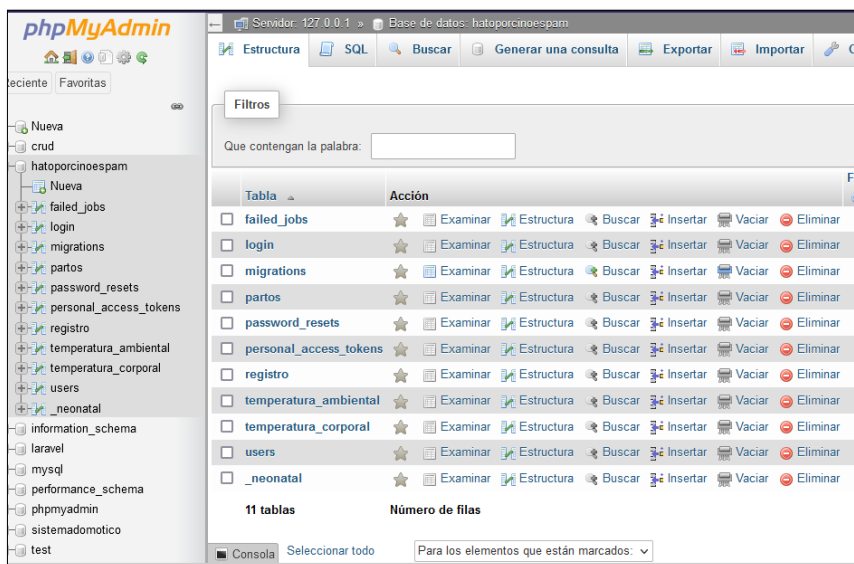 phpMyAdmin
Reciente Favoritas
Nueva
crud
hatoporcinoespam
Nueva
failed_jobs
login
migrations
partos
password_resets
personal_access_tokens
registro
temperatura_ambiental
temperatura_corporal
users
_neonatal
information_schema
laravel
mysql
performance_schema
phpmyadmin
sistemadomotico
test
← Servidor: 127.0.0.1 » Base de datos: hatoporcinoespam
Estructura SQL Buscar Generar una consulta Exportar Importar
Filtros
Que contengan la palabra:
Tabla Acción
failed_jobs Examinar Estructura Buscar Insertar Vaciar Eliminar
login Examinar Estructura Buscar Insertar Vaciar Eliminar
migrations Examinar Estructura Buscar Insertar Vaciar Eliminar
partos Examinar Estructura Buscar Insertar Vaciar Eliminar
password_resets Examinar Estructura Buscar Insertar Vaciar Eliminar
personal_access_tokens Examinar Estructura Buscar Insertar Vaciar Eliminar
registro Examinar Estructura Buscar Insertar Vaciar Eliminar
temperatura_ambiental Examinar Estructura Buscar Insertar Vaciar Eliminar
temperatura_corporal Examinar Estructura Buscar Insertar Vaciar Eliminar
users Examinar Estructura Buscar Insertar Vaciar Eliminar
_neonatal Examinar Estructura Buscar Insertar Vaciar Eliminar
11 tablas Número de filas
Consola Seleccionar todo Para los elementos que están marcados: